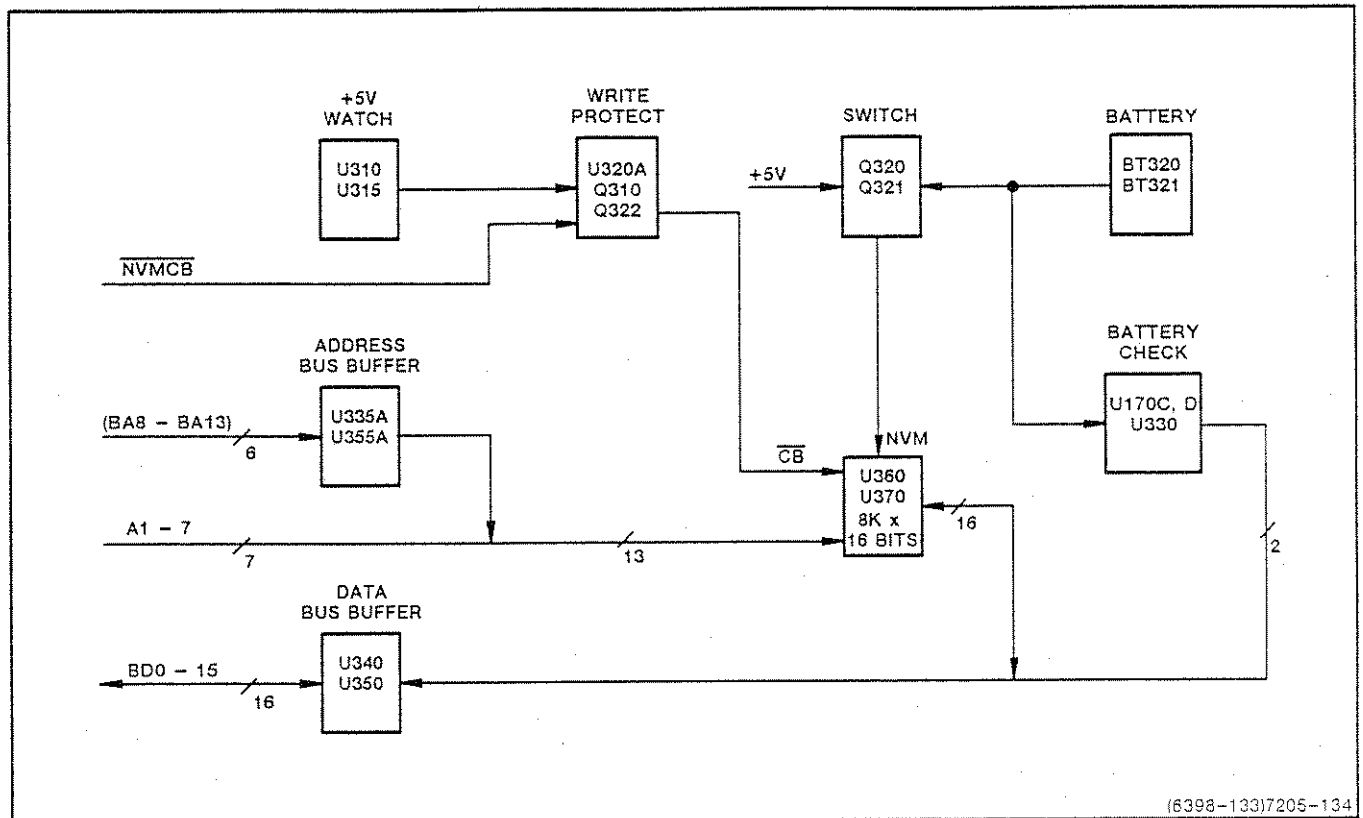 +5V
WATCH
U310
U315
WRITE
PROTECT
U320A
Q310
Q322
SWITCH
+5V
Q320
Q321
BATTERY
BT320
BT321
NVMCB
ADDRESS
BUS BUFFER
(BA8 - BA13)
6
U335A
U355A
BATTERY
CHECK
U170C, D
U330
2
CB
NVM
U360
U370
8K x
16 BITS
16
A1 - 7
7
13
DATA
BUS BUFFER
BD0 - 15
16
U340
U350
(6398-133)7205-134